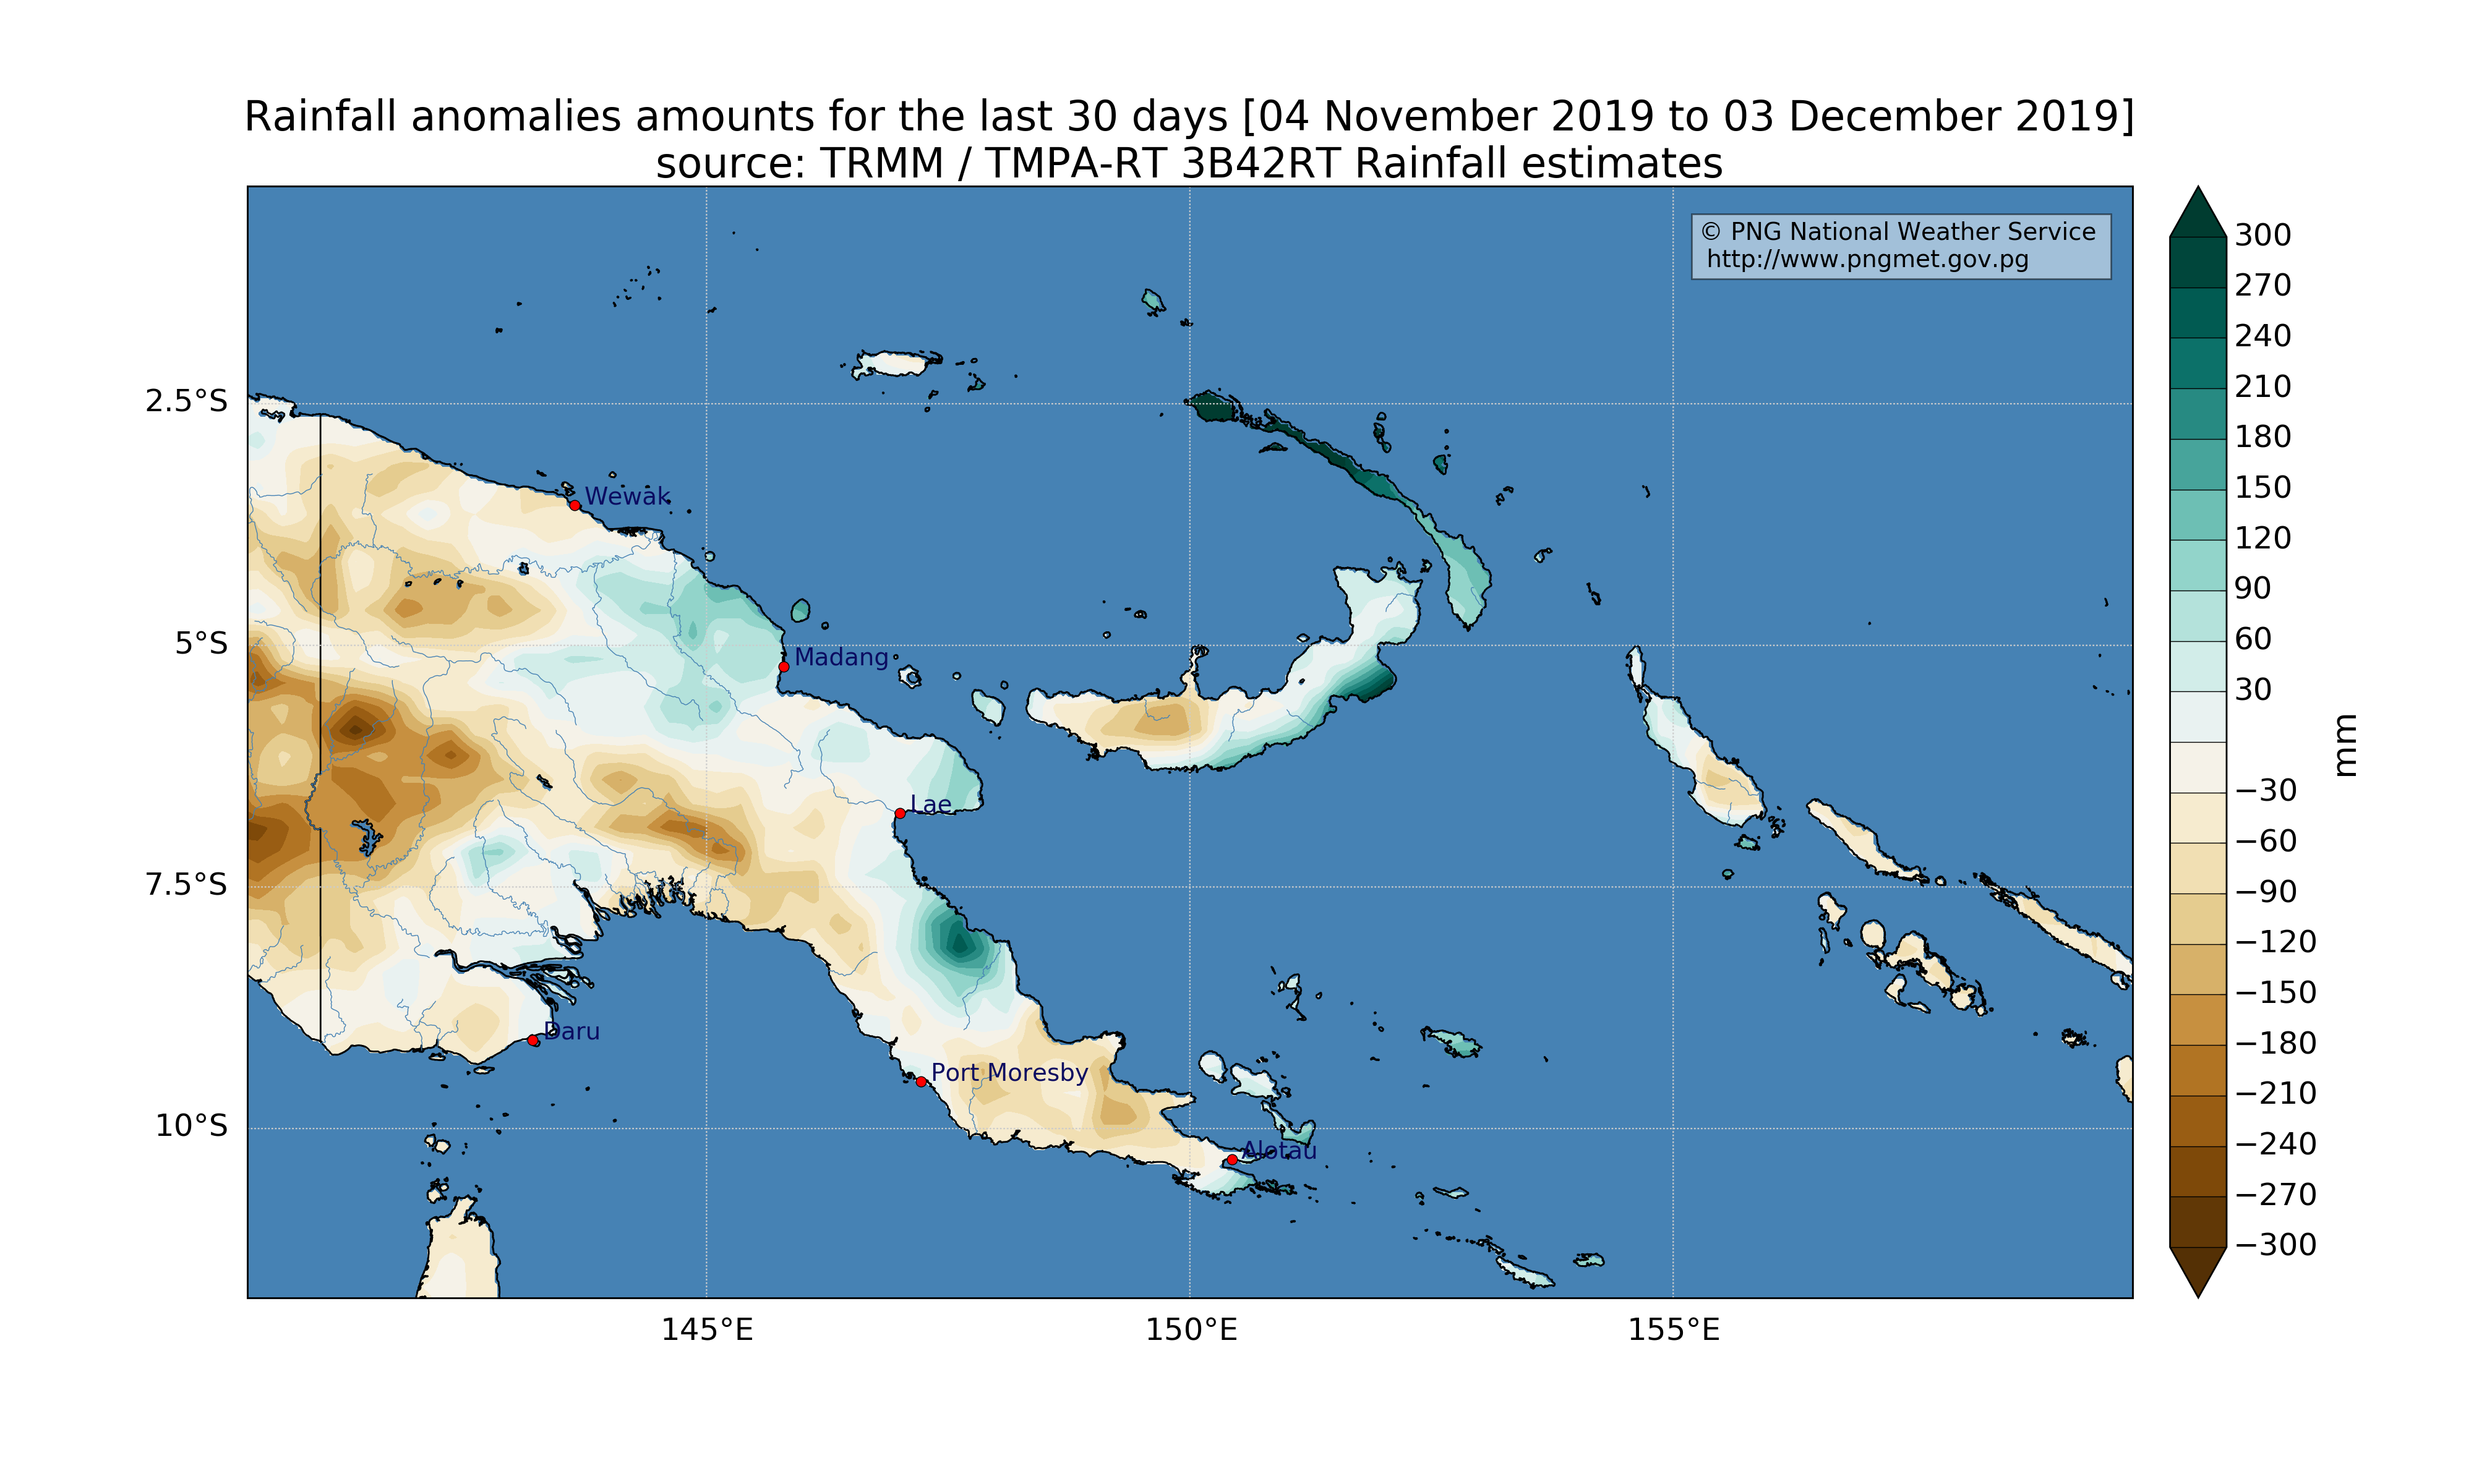 Rainfall anomalies amounts for the last 30 days [04 November 2019 to 03 December 2019]
source: TRMM / TMPA-RT 3B42RT Rainfall estimates
© PNG National Weather Service
http://www.pngmet.gov.pg
2.5°S
5°S
7.5°S
10°S
Wewak
Madang
Lae
Daru
Port Moresby
Alotau
145°E
150°E
155°E
300
270
240
210
180
150
120
90
60
30
−30
−60
−90
−120
−150
−180
−210
−240
−270
−300
mm